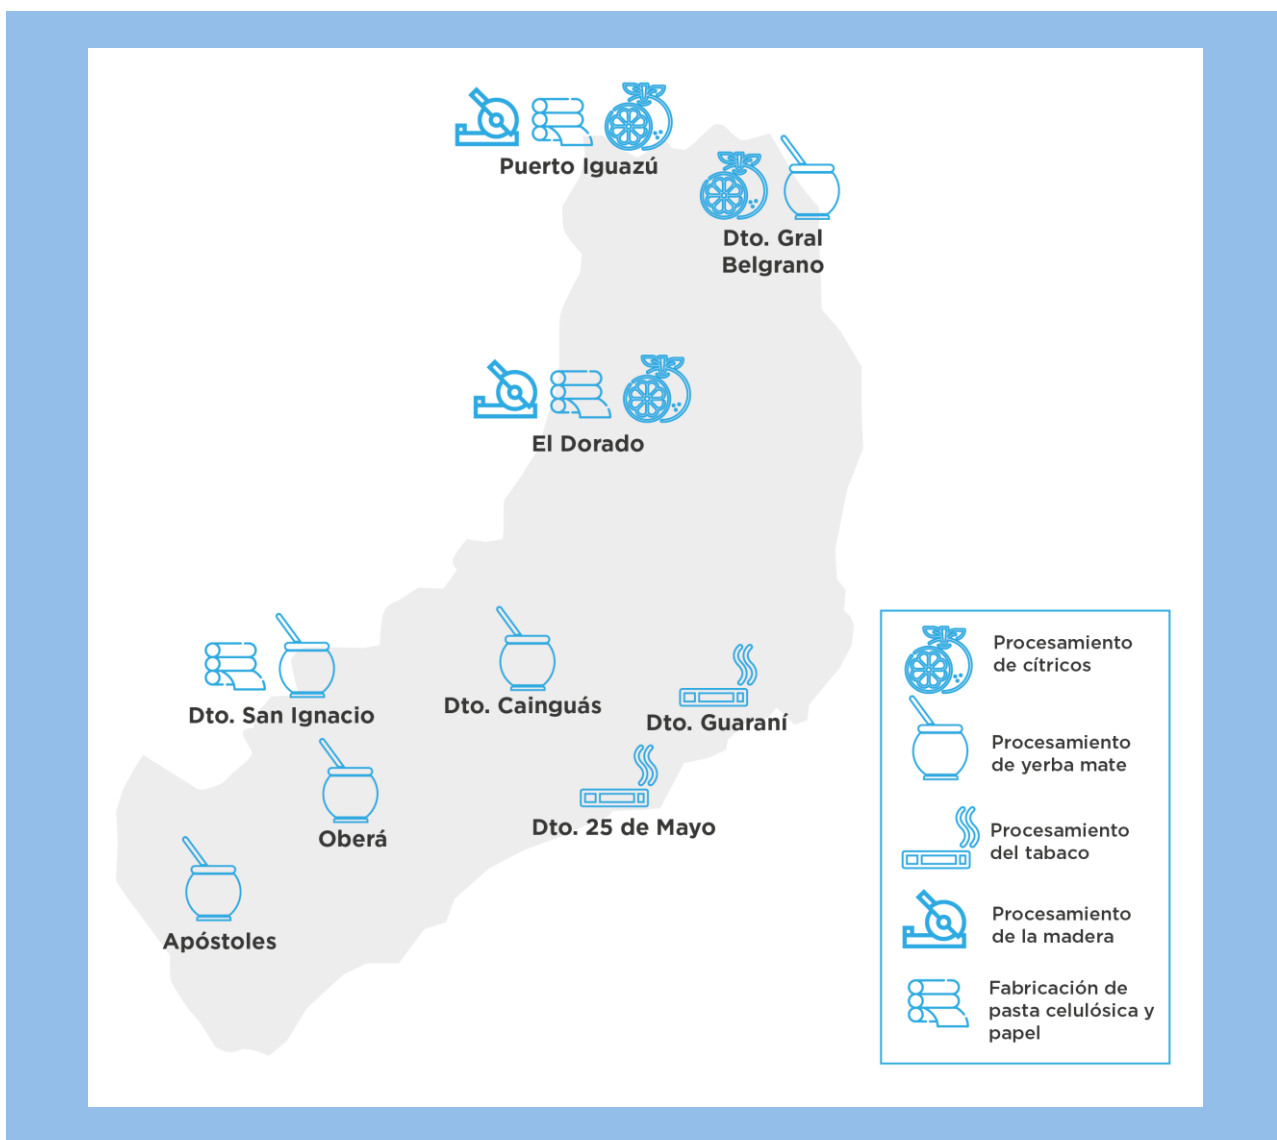 Puerto Iguazú
Dto. Gral
Belgrano
El Dorado
Dto. San Ignacio
Dto. Cainguás
Dto. Guaraní
Oberá
Dto. 25 de Mayo
Apóstoles
Procesamiento
de cítricos
Procesamiento
de yerba mate
Procesamiento
del tabaco
Procesamiento
de la madera
Fabricación de
pasta celulósica y
papel